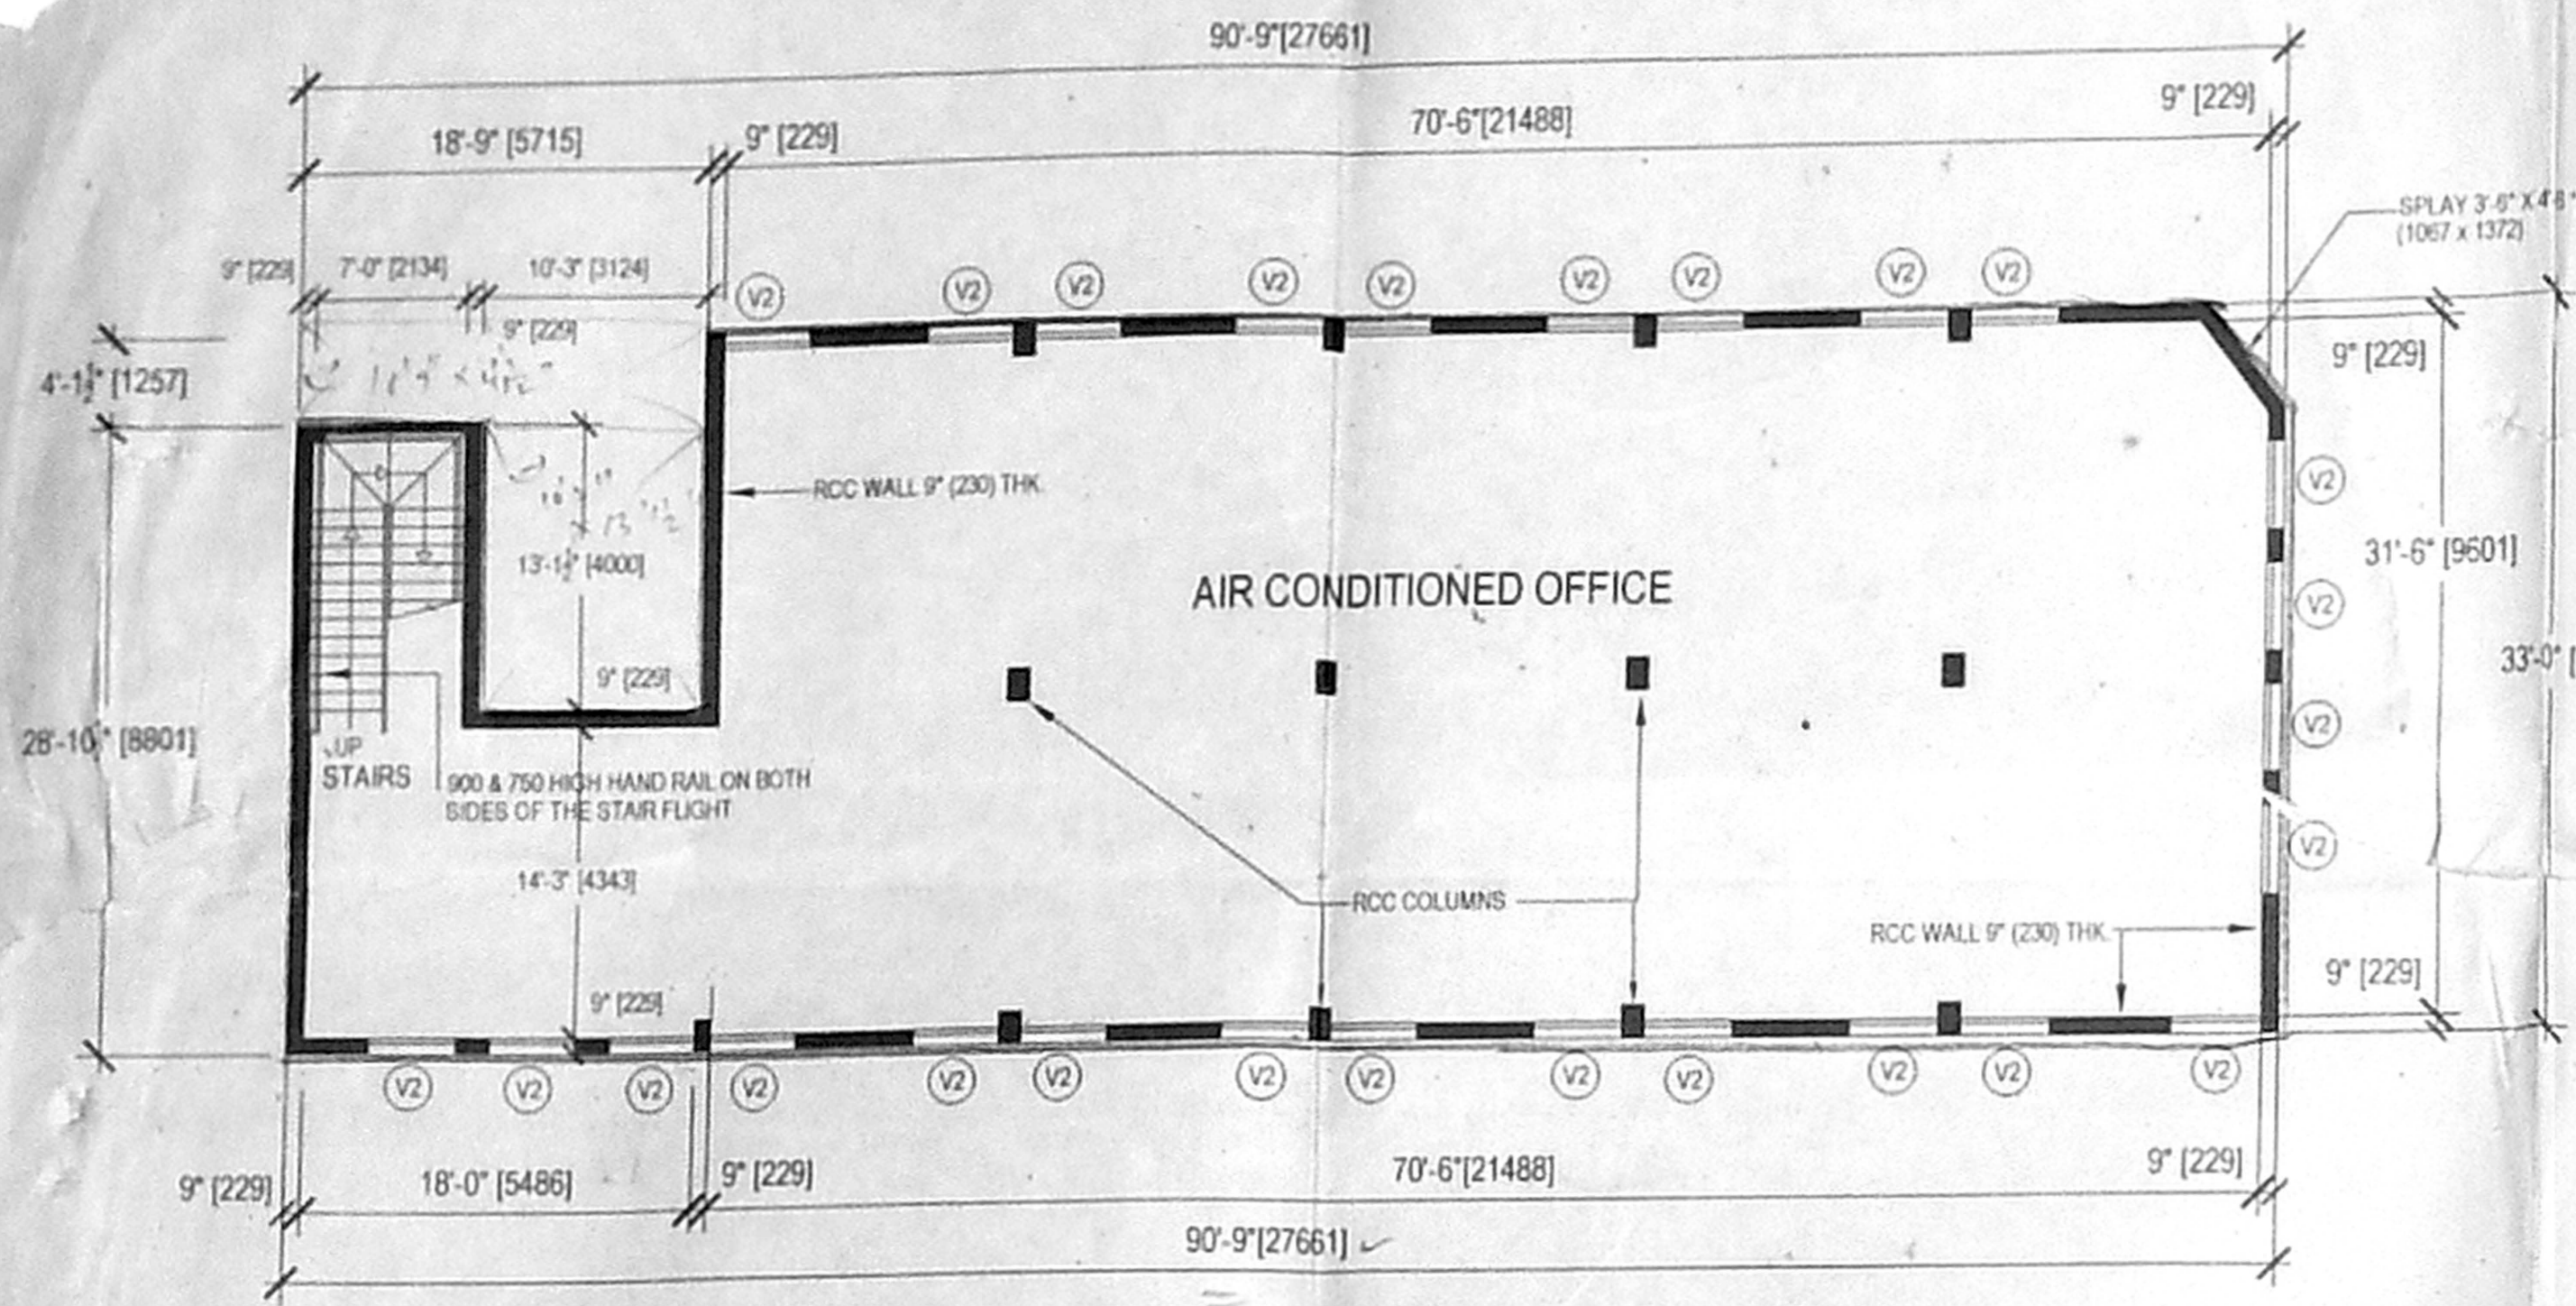 90'-9"[27661]
70'-6"[21488]
9" [229]
18'-9" [5715]
9" [229]
SPLAY 3'-6" X 4'-6"
(1067 x 1372)
9" [229]
7'-0" [2134]
10'-3" [3124]
V2
V2
V2
V2
V2
V2
V2
V2
V2
9" [229]
9" [229]
4'-1½" [1257]
V2
RCC WALL 9" (230) THK.
31'-6" [9601]
13'-1½" [4000]
AIR CONDITIONED OFFICE
V2
33'-0" [
9" [229]
V2
28'-10½" [8801]
UP
STAIRS
900 & 750 HIGH HAND RAIL ON BOTH
SIDES OF THE STAIR FLIGHT
V2
14'-3" [4343]
RCC COLUMNS
RCC WALL 9" (230) THK.
9" [229]
9" [229]
V2
V2
V2
V2
V2
V2
V2
V2
V2
V2
V2
V2
V2
9" [229]
18'-0" [5486]
9" [229]
70'-6"[21488]
9" [229]
90'-9"[27661]